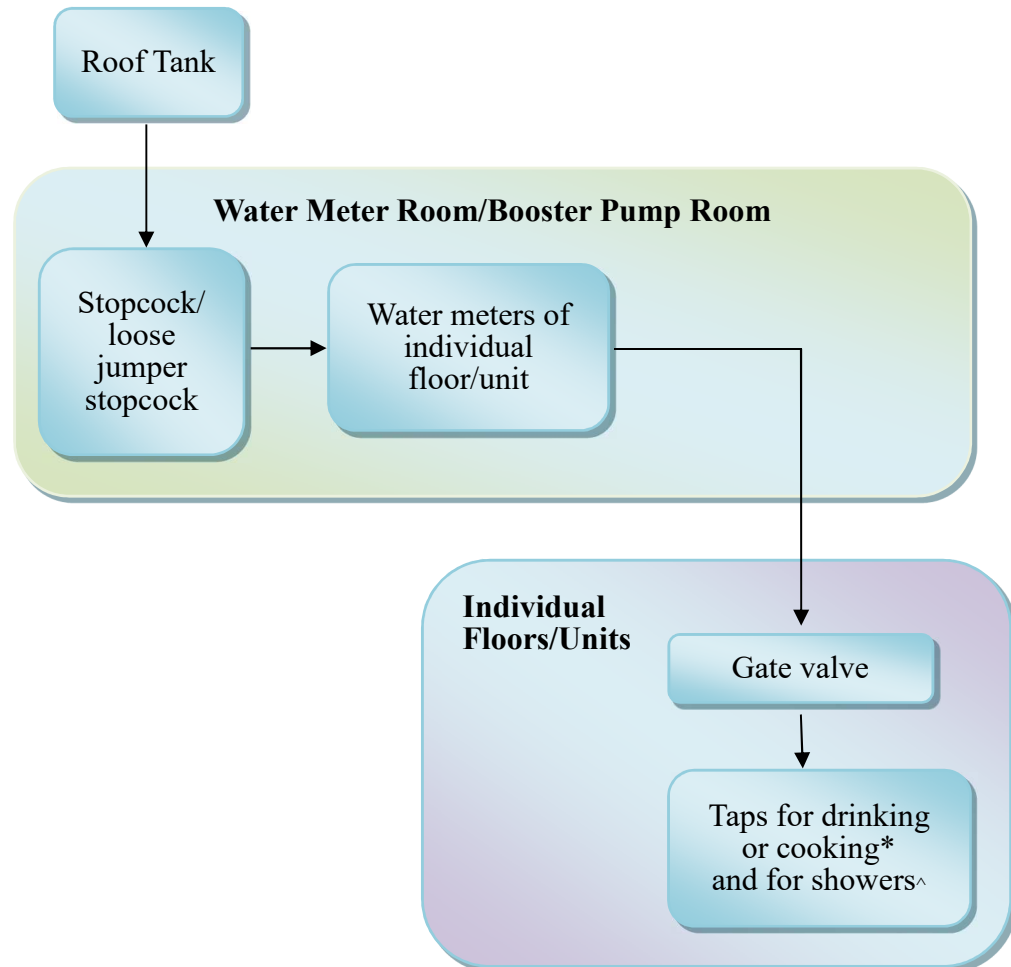 Roof Tank
Water Meter Room/Booster Pump Room
Stopcock/
loose
jumper
stopcock
Water meters of
individual
floor/unit
Individual
Floors/Units
Gate valve
Taps for drinking
or cooking*
and for showers^